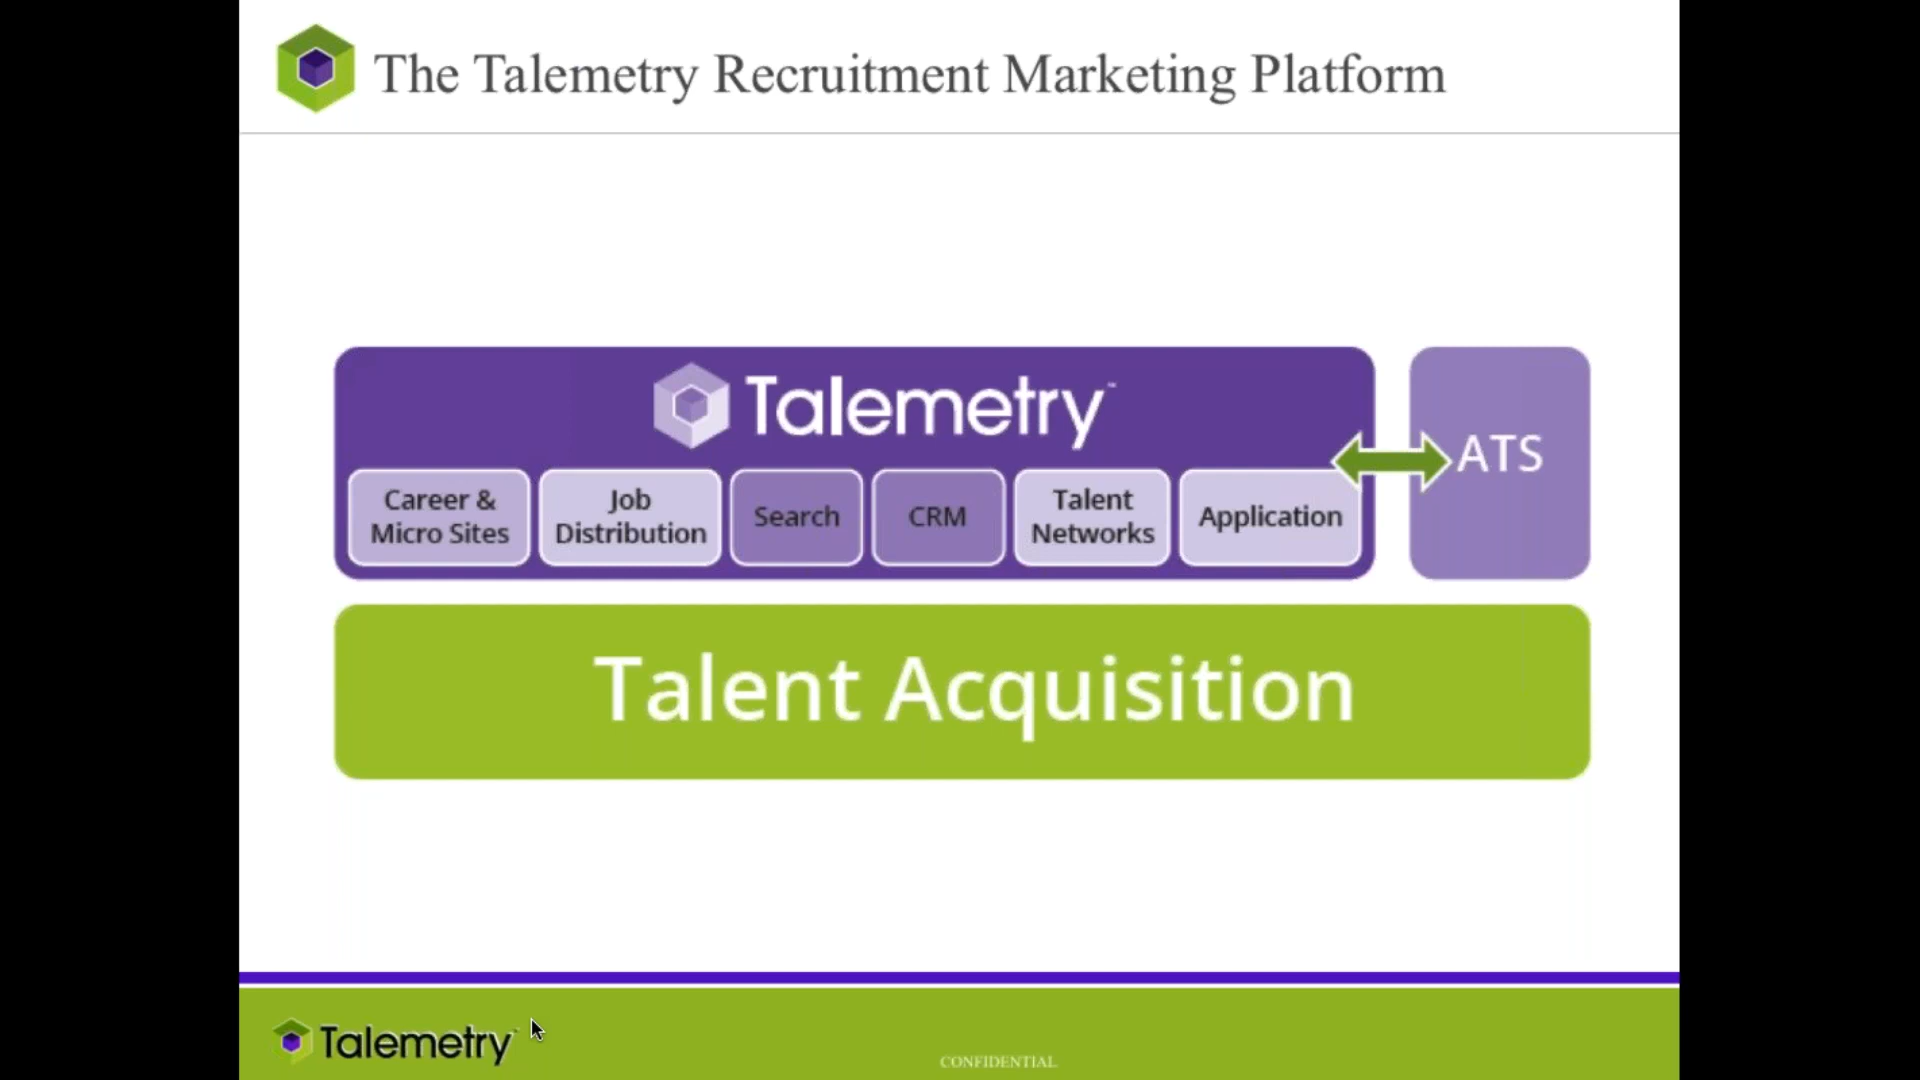 The Talemetry Recruitment Marketing Platform
Talemetry™
Career &
Micro Sites
Job
Distribution
Search
CRM
Talent
Networks
Application
ATS
Talent Acquisition
Talemetry
CONFIDENTIAL